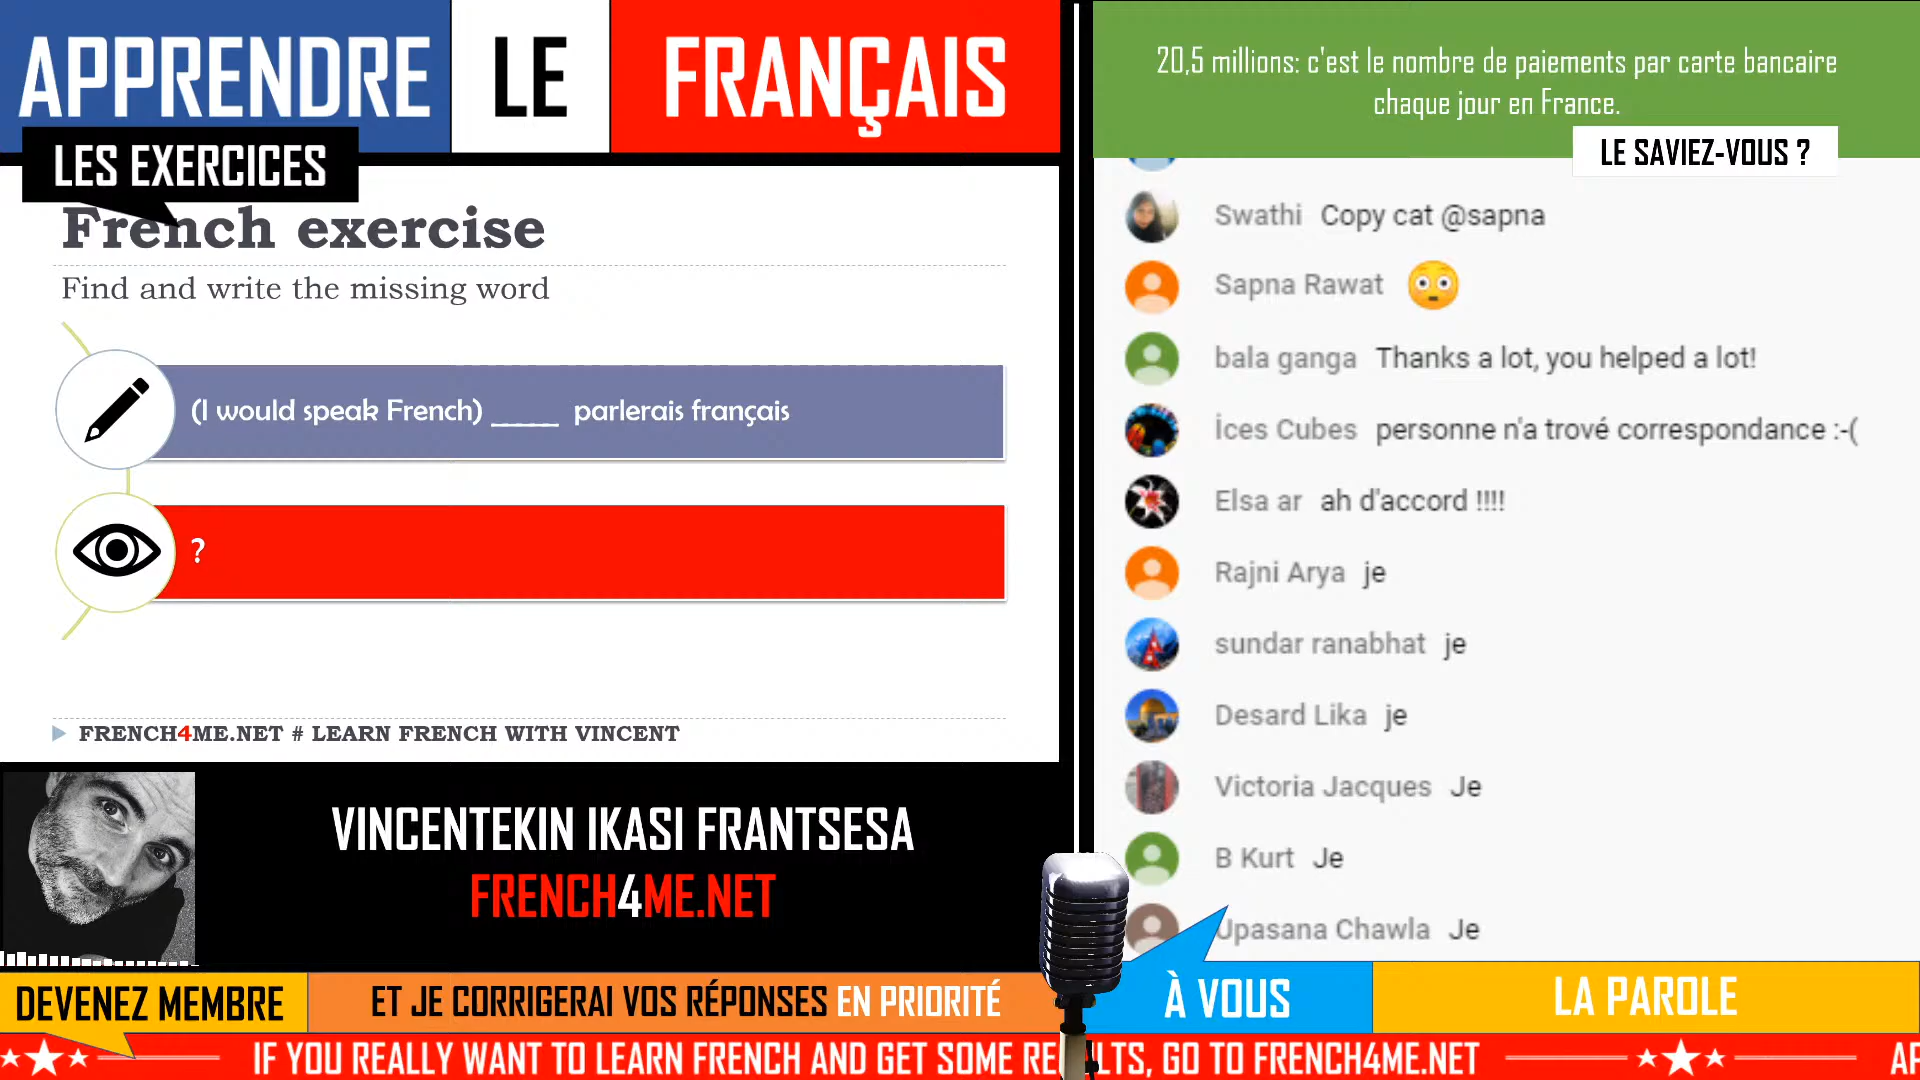 APPRENDRE LE FRANÇAIS
LES EXERCICES
French exercise
Find and write the missing word
(I would speak French) _____ parlerais français
?
FRENCH4ME.NET # LEARN FRENCH WITH VINCENT
VINCENTEKIN IKASI FRANTSESA
FRENCH4ME.NET
DEVENEZ MEMBRE
ET JE CORRIGERAI VOS RÉPONSES EN PRIORITÉ
20,5 millions: c'est le nombre de paiements par carte bancaire
chaque jour en France.
LE SAVIEZ-VOUS ?
Swathi Copy cat @sapna
Sapna Rawat 😳
bala ganga Thanks a lot, you helped a lot!
İces Cubes personne n'a trové correspondance :-(
Elsa ar ah d'accord !!!!
Rajni Arya je
sundar ranabhat je
Desard Lika je
Victoria Jacques Je
B Kurt Je
Upasana Chawla Je
À VOUS
LA PAROLE
IF YOU REALLY WANT TO LEARN FRENCH AND GET SOME RE LTS, GO TO FRENCH4ME.NET